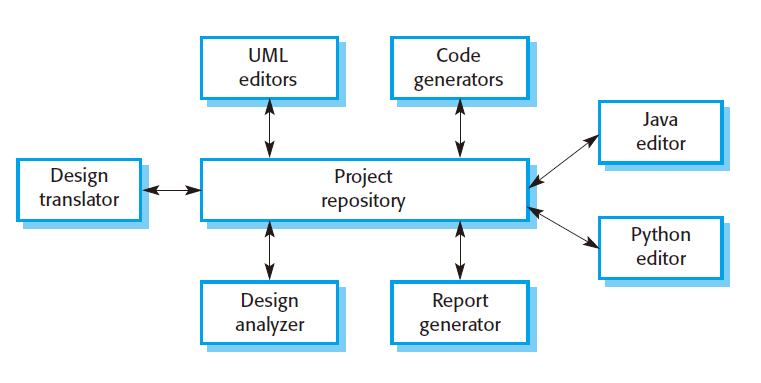 UML
editors
Code
generators
Java
editor
Design
translator
Project
repository
Python
editor
Design
analyzer
Report
generator